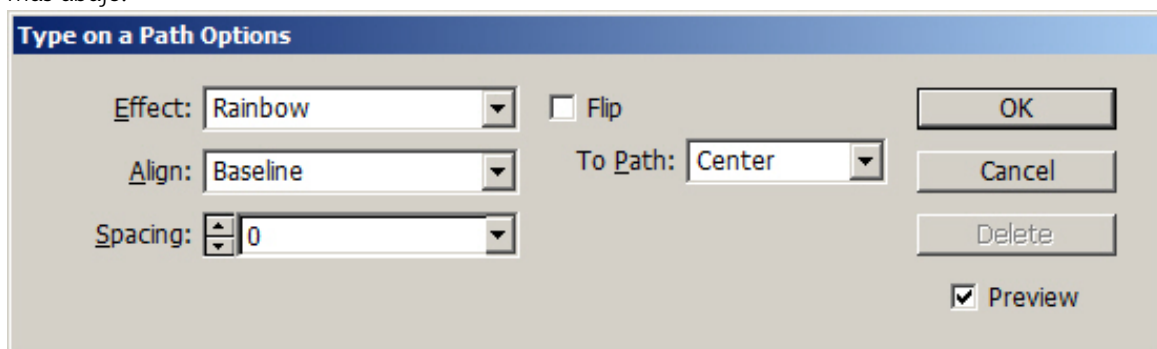 más abajo.
Type on a Path Options
Effect: Rainbow
Flip
OK
Align: Baseline
To Path: Center
Cancel
Spacing: 0
Delete
Preview